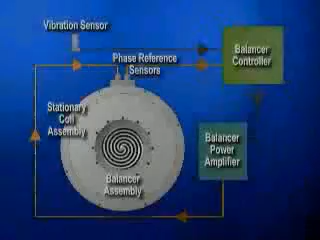 Vibration Sensor
Phase Reference
Sensors
Balancer
Controller
Stationary
Coil
Assembly
Balancer
Power
Amplifier
Balancer
Assembly